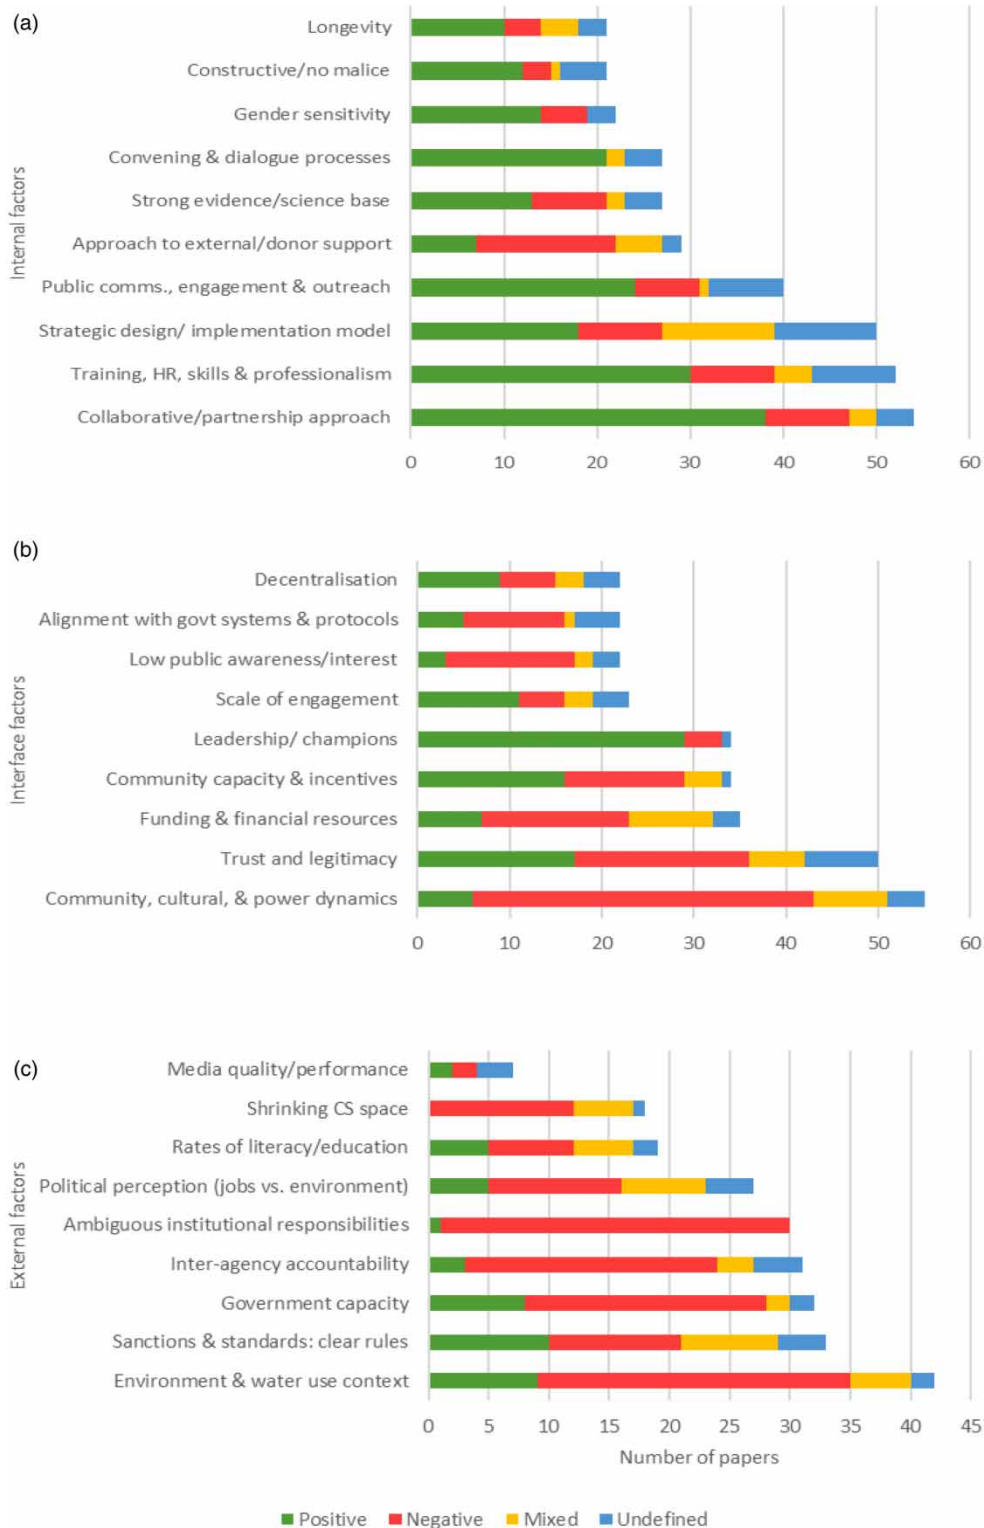 (a)
Internal factors
Longevity
Constructive/no malice
Gender sensitivity
Convening & dialogue processes
Strong evidence/science base
Approach to external/donor support
Public comms., engagement & outreach
Strategic design/ implementation model
Training, HR, skills & professionalism
Collaborative/partnership approach
0 10 20 30 40 50 60
(b)
Interface factors
Decentralisation
Alignment with govt systems & protocols
Low public awareness/interest
Scale of engagement
Leadership/ champions
Community capacity & incentives
Funding & financial resources
Trust and legitimacy
Community, cultural, & power dynamics
0 10 20 30 40 50 60
(c)
External factors
Media quality/performance
Shrinking CS space
Rates of literacy/education
Political perception (jobs vs. environment)
Ambiguous institutional responsibilities
Inter-agency accountability
Government capacity
Sanctions & standards: clear rules
Environment & water use context
0 5 10 15 20 25 30 35 40 45
Number of papers
Positive Negative Mixed Undefined